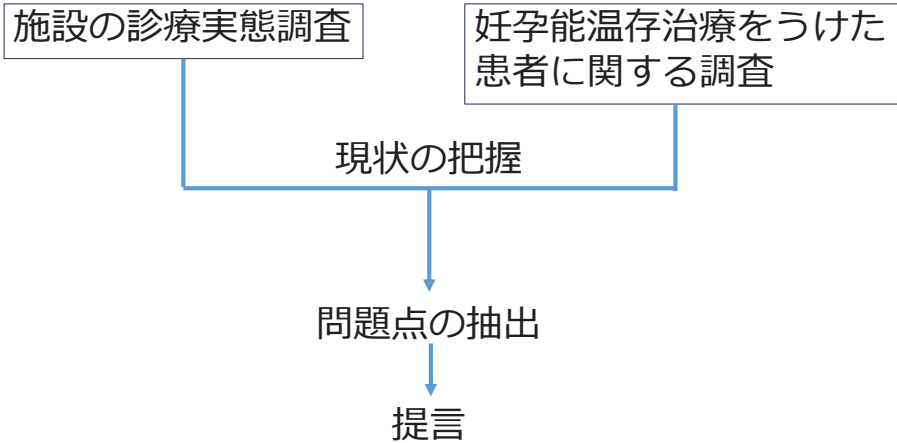 施設の診療実態調査
妊孕能温存治療をうけた
患者に関する調査
現状の把握
問題点の抽出
提言